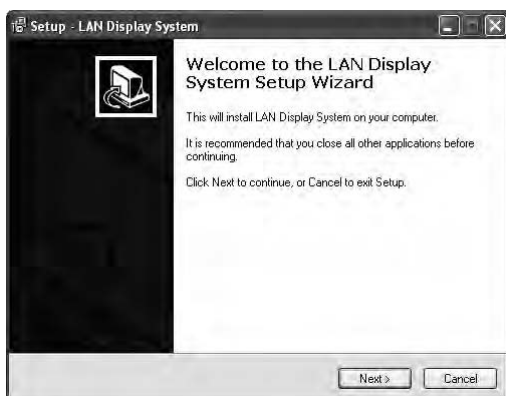 Setup - LAN Display System
Welcome to the LAN Display
System Setup Wizard
This will install LAN Display System on your computer.
It is recommended that you close all other applications before
continuing.
Click Next to continue, or Cancel to exit Setup.
Next >
Cancel